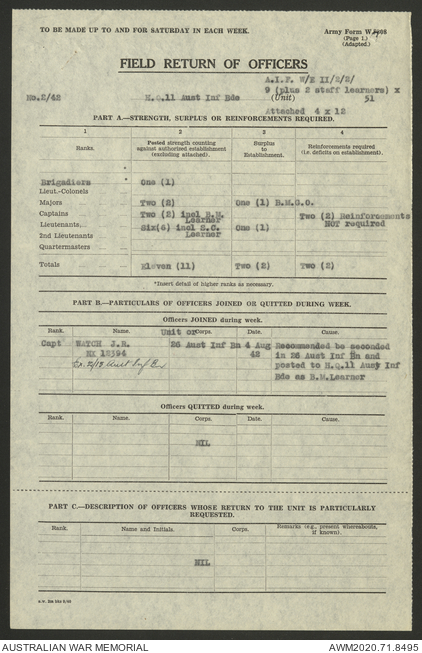 TO BE MADE UP TO AND FOR SATURDAY IN EACH WEEK.
Army Form W.
(Page 1.)
(Adapted.)
FIELD RETURN OF OFFICERS
A.I.F. W/E II/2/2/
9 (plus 2 staff learners) x
No.2/42 H.Q.11 Aust Inf Bde (Unit) 51
Attached 4 x 12
PART A.—STRENGTH, SURPLUS OR REINFORCEMENTS REQUIRED.
1 2 3 4
Ranks. Posted strength counting against authorized establishment (excluding attached). Surplus to Establishment. Reinforcements required (i.e. deficits on establishment).
Brigadiers One (1)
Lieut.-Colonels
Majors Two (2) One (1) B.M.G.O.
Captains Two (2) incl B.M. Learner Two (2) Reinforcements NOT required
Lieutenants, Six(6) incl S.C. Learner One (1)
2nd Lieutenants
Quartermasters
Totals Eleven (11) Two (2) Two (2)
*Insert detail of higher ranks as necessary.
PART B.—PARTICULARS OF OFFICERS JOINED OR QUITTED DURING WEEK.
Officers JOINED during week.
Rank. Name. Unit or Corps. Date. Cause.
Capt WATCH J.R. 26 Aust Inf Bn 4 Aug Recommended be seconded
12394 42 in 26 Aust Inf Bn and
Aust Inf Bn posted to H.Q.11 Aust Inf
Bde as B.M.Learner
Officers QUITTED during week.
Rank. Name. Corps. Date. Cause.
NIL
PART C.—DESCRIPTION OF OFFICERS WHOSE RETURN TO THE UNIT IS PARTICULARLY
REQUESTED.
Rank. Name and Initials. Corps. Remarks (e.g., present whereabouts, if known).
NIL
AUSTRALIAN WAR MEMORIAL AWM2020.71.8495